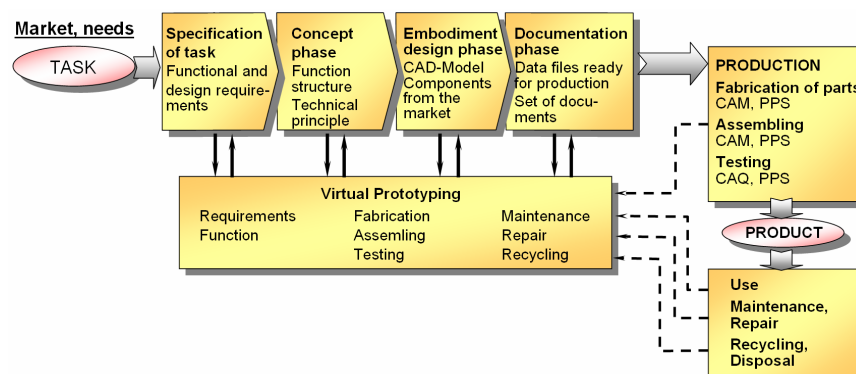 Market, needs
TASK
Specification
of task
Functional and
design require-
ments
Concept
phase
Function
structure
Technical
principle
Embodiment
design phase
CAD-Model
Components
from the
market
Documentation
phase
Data files ready
for production
Set of docu-
ments
PRODUCTION
Fabrication of parts
CAM, PPS
Assembling
CAM, PPS
Testing
CAQ, PPS
Virtual Prototyping
Requirements
Function
Fabrication
Assemling
Testing
Maintenance
Repair
Recycling
PRODUCT
Use
Maintenance,
Repair
Recycling,
Disposal